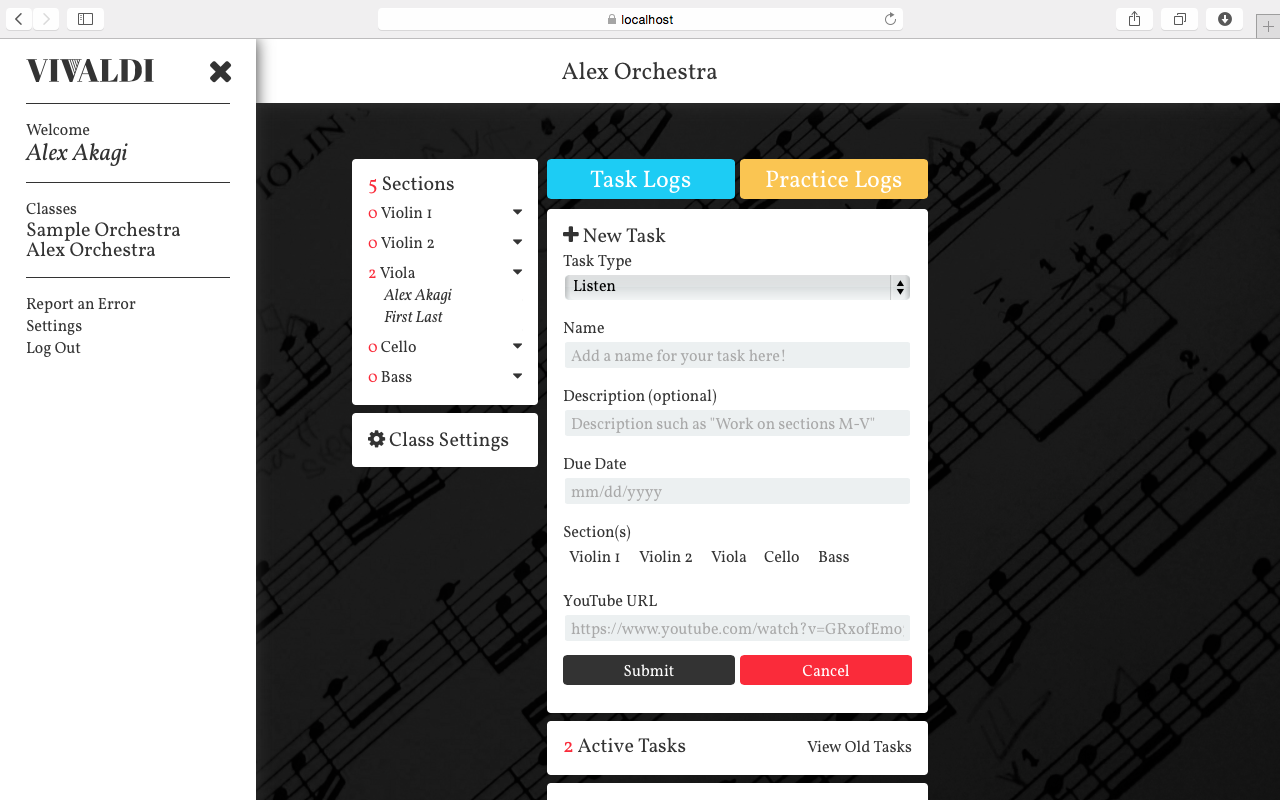 localhost
VIVALDI
Alex Orchestra
Welcome
Alex Akagi
Classes
Sample Orchestra
Alex Orchestra
Report an Error
Settings
Log Out
5 Sections
0 Violin 1
0 Violin 2
2 Viola
Alex Akagi
First Last
0 Cello
0 Bass
Class Settings
Task Logs
Practice Logs
New Task
Task Type
Listen
Name
Add a name for your task here!
Description (optional)
Description such as "Work on sections M-V"
Due Date
mm/dd/yyyy
Section(s)
Violin 1 Violin 2 Viola Cello Bass
YouTube URL
https://www.youtube.com/watch?v=GRxofEmo
Submit
Cancel
2 Active Tasks
View Old Tasks
VIOLIN